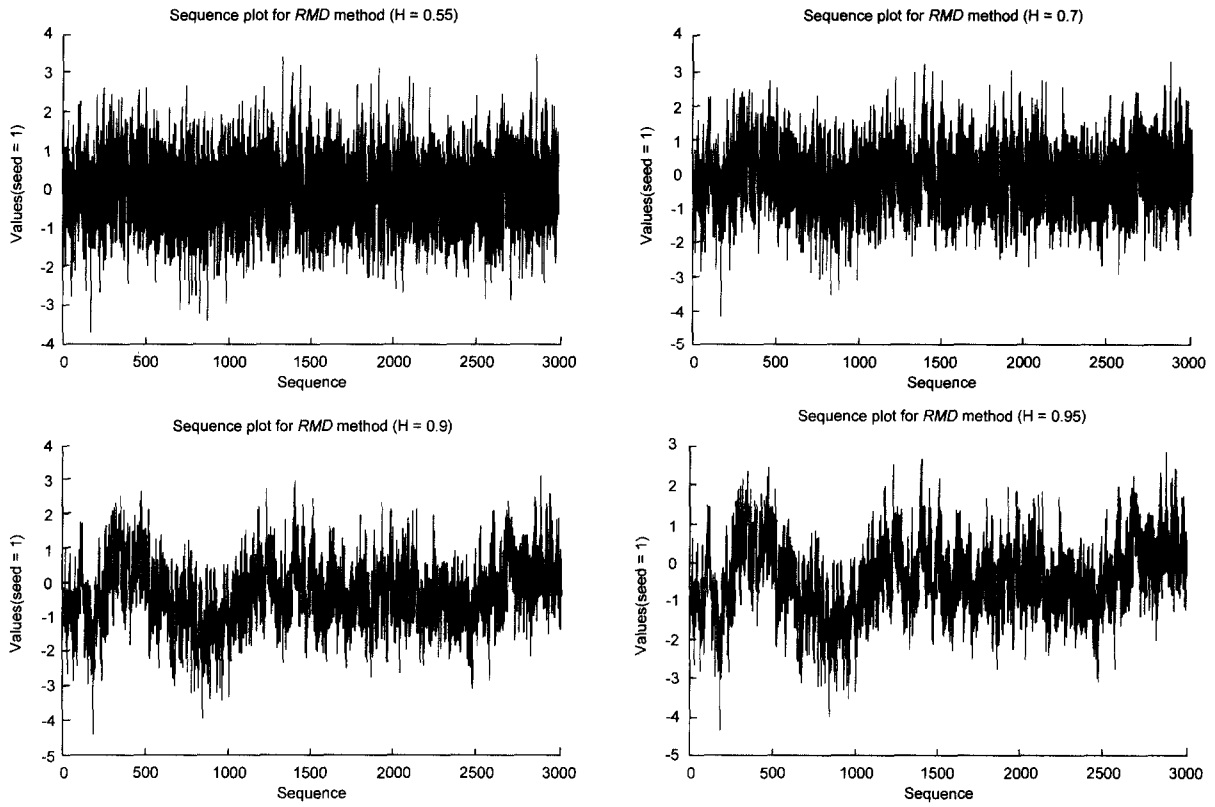 Sequence plot for RMD method (H = 0.55)
4
3
2
1
0
-1
-2
-3
-4
Values(seed = 1)
0 500 1000 1500 2000 2500 3000
Sequence
Sequence plot for RMD method (H = 0.7)
4
3
2
1
0
-1
-2
-3
-4
-5
Values(seed = 1)
0 500 1000 1500 2000 2500 3000
Sequence
Sequence plot for RMD method (H = 0.9)
4
3
2
1
0
-1
-2
-3
-4
-5
Values(seed = 1)
0 500 1000 1500 2000 2500 3000
Sequence
Sequence plot for RMD method (H = 0.95)
3
2
1
0
-1
-2
-3
-4
-5
Values(seed = 1)
0 500 1000 1500 2000 2500 3000
Sequence